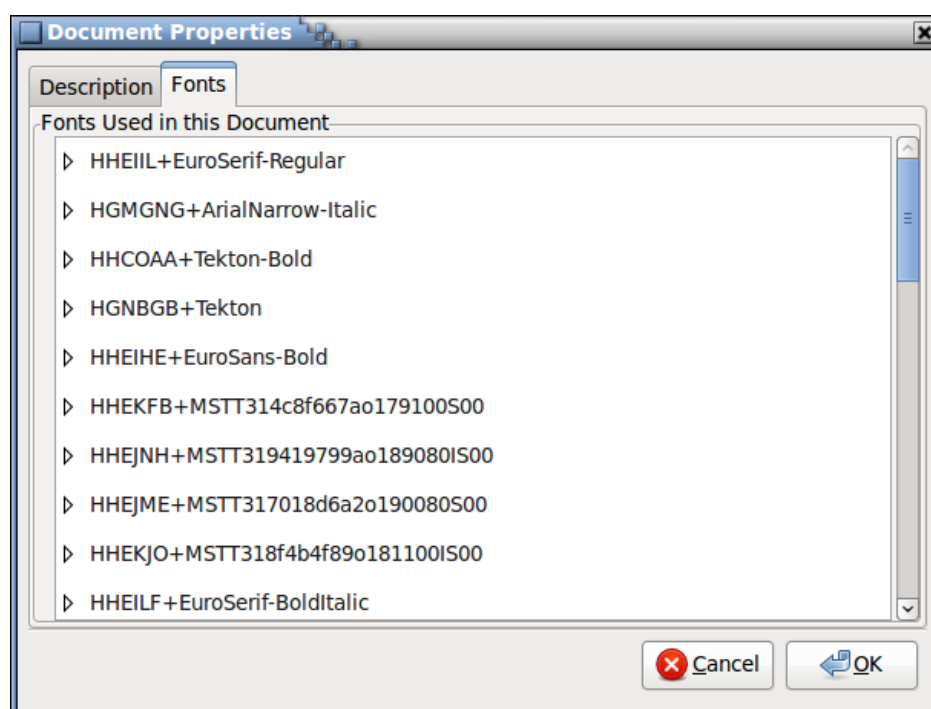 Document Properties
Description Fonts
Fonts Used in this Document
HHEIIL+EuroSerif-Regular
HGMGNG+ArialNarrow-Italic
HHCOAA+Tekton-Bold
HGNBGB+Tekton
HHEIHE+EuroSans-Bold
HHEKFB+MSTT314c8f667ao179100S00
HHEJNH+MSTT319419799ao189080IS00
HHEJME+MSTT317018d6a2o190080S00
HHEKJO+MSTT318f4b4f89o181100IS00
HHEILF+EuroSerif-BoldItalic
Cancel OK